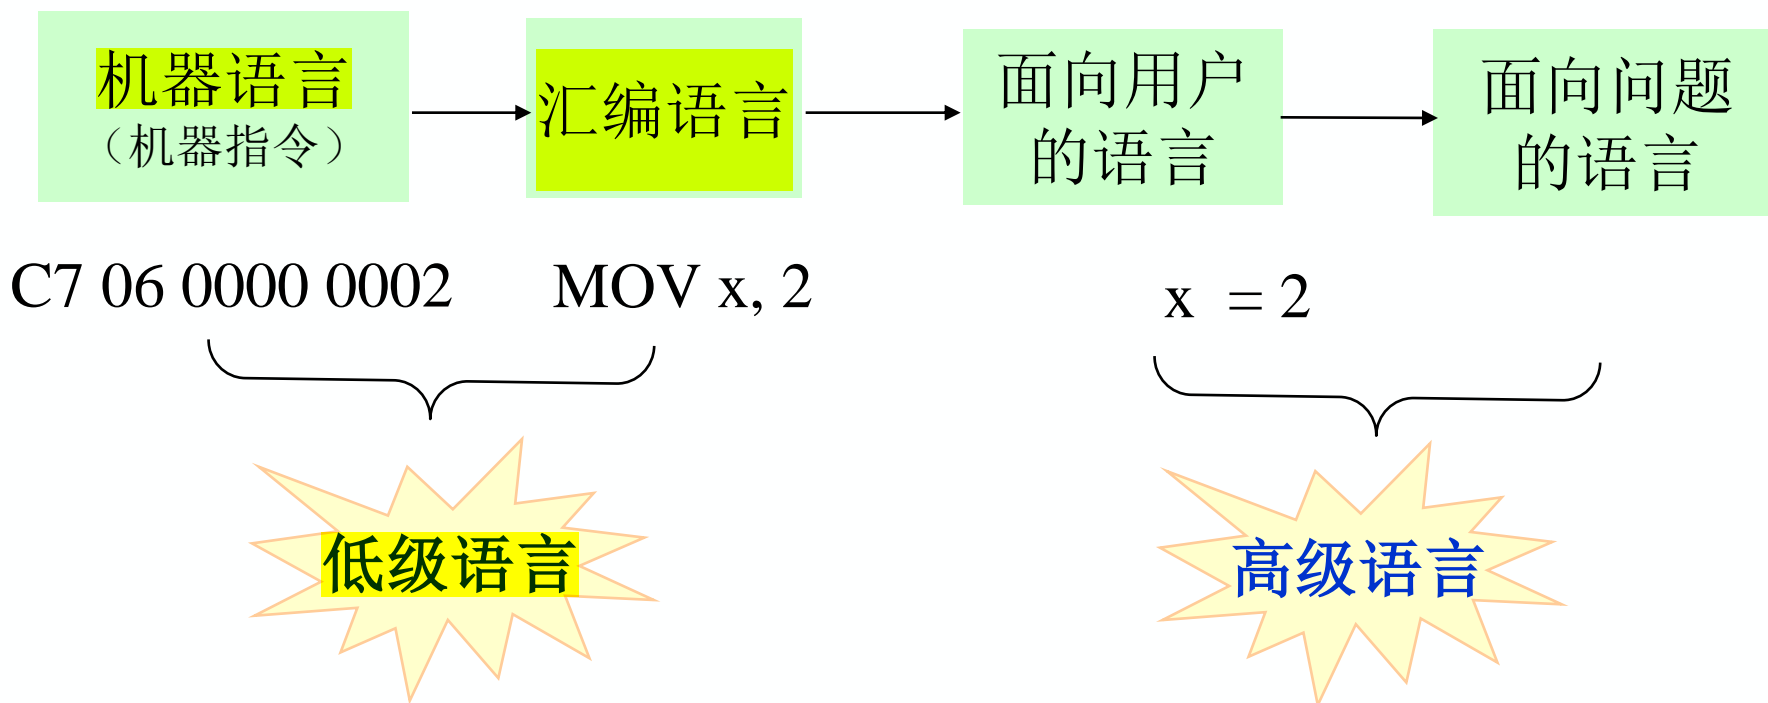 机器语言
（机器指令）
汇编语言
面向用户
的语言
面向问题
的语言
C7 06 0000 0002
MOV x, 2
x = 2
低级语言
高级语言